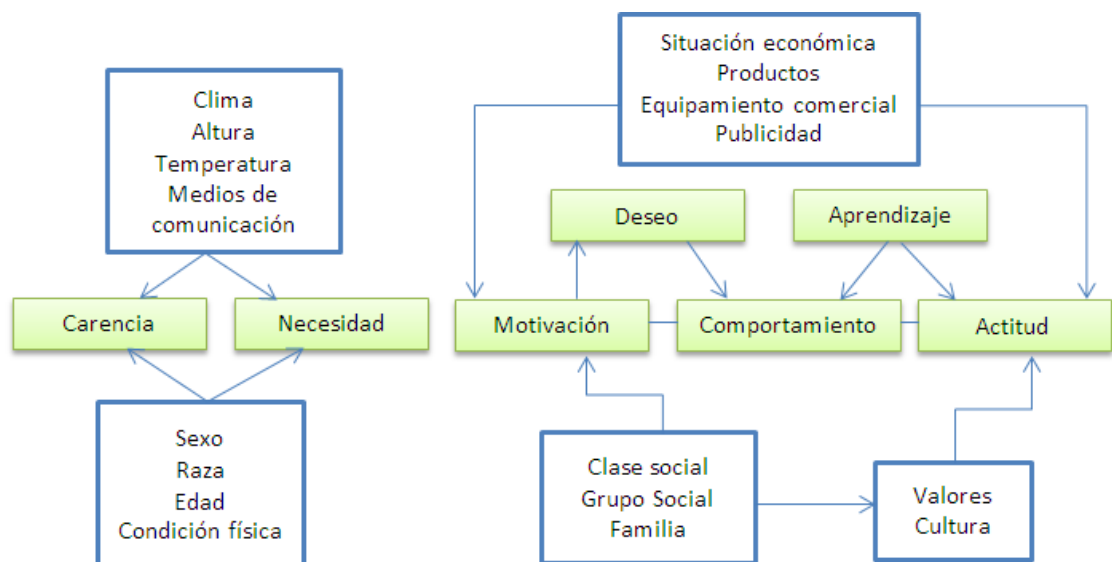 Clima
Altura
Temperatura
Medios de
comunicación
Carencia
Necesidad
Sexo
Raza
Edad
Condición física
Situación económica
Productos
Equipamiento comercial
Publicidad
Deseo
Aprendizaje
Motivación
Comportamiento
Actitud
Clase social
Grupo Social
Familia
Valores
Cultura